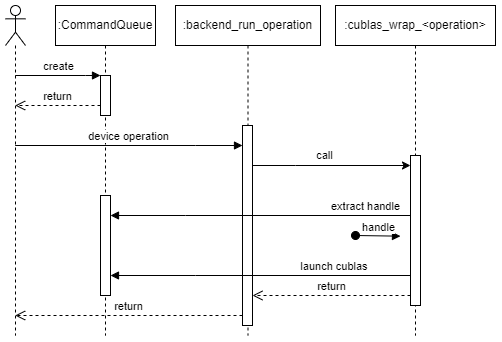 :CommandQueue
:backend_run_operation
:cublas_wrap_<operation>
create
return
device operation
call
extract handle
handle
launch cublas
return
return